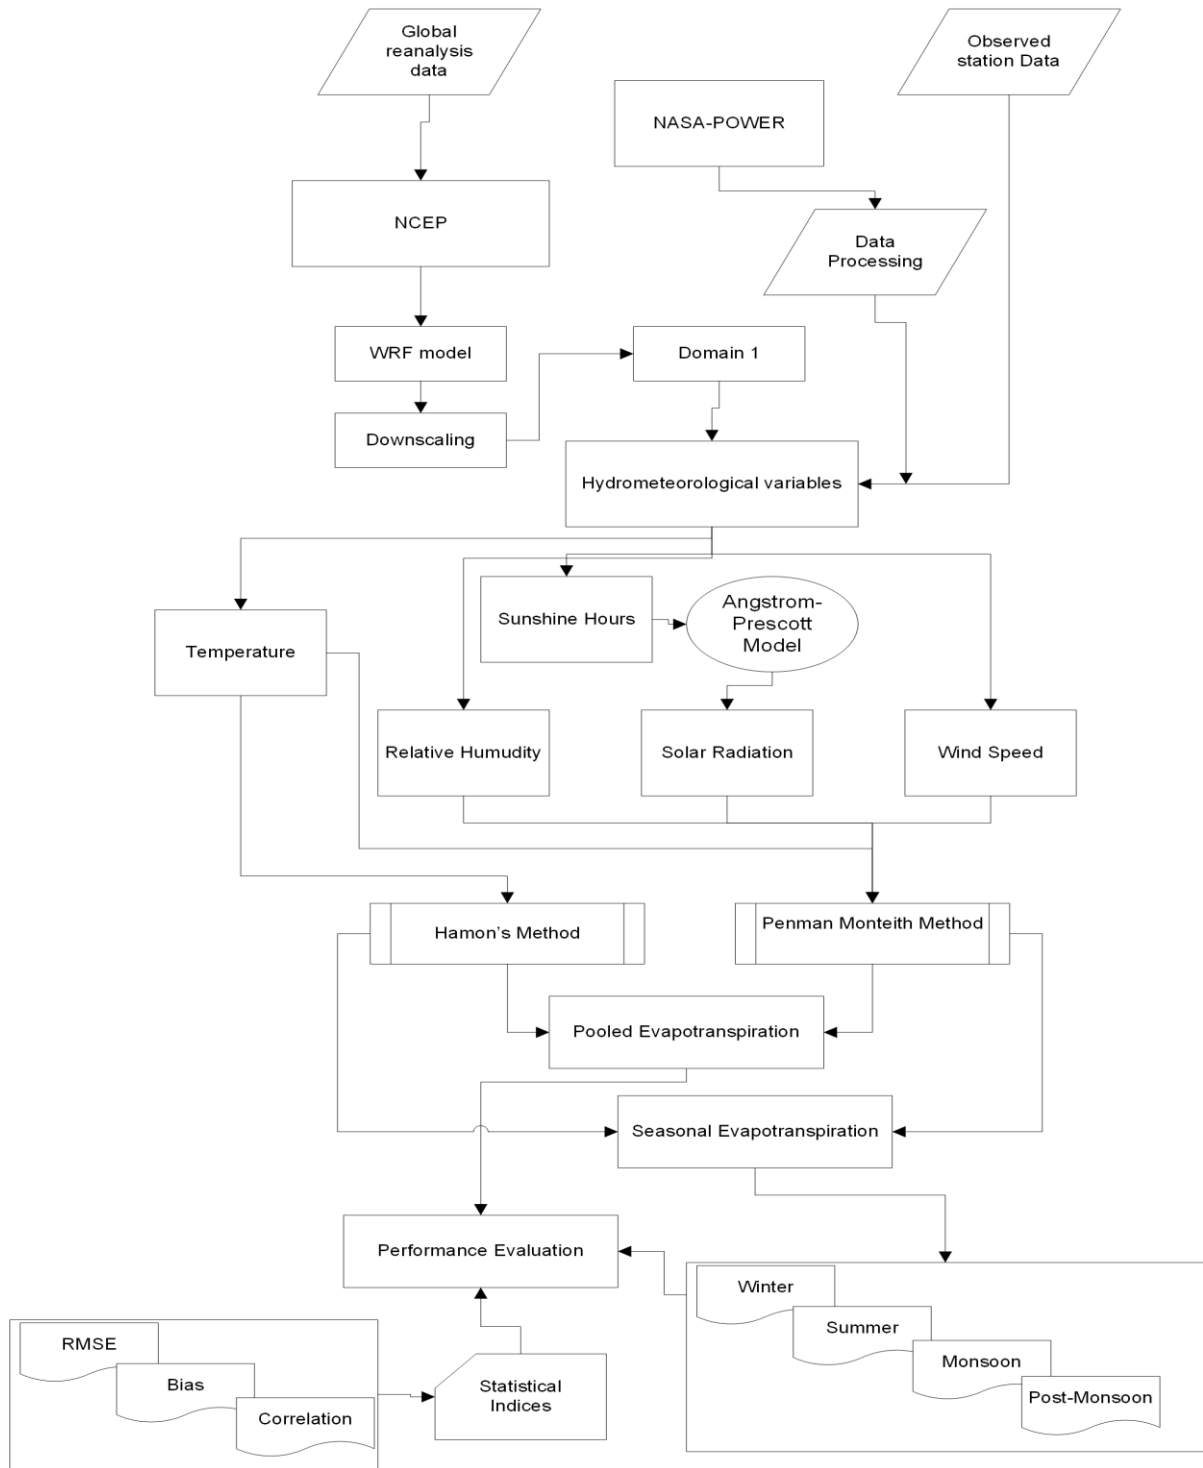 Global
reanalysis
data
Observed
station Data
NASA-POWER
NCEP
Data
Processing
WRF model
Domain 1
Downscaling
Hydrometeorological variables
Temperature
Sunshine Hours
Angstrom-
Prescott
Model
Relative Humudity
Solar Radiation
Wind Speed
Hamon's Method
Penman Monteith Method
Pooled Evapotranspiration
Seasonal Evapotranspiration
Performance Evaluation
Winter
Summer
Monsoon
Post-Monsoon
RMSE
Bias
Correlation
Statistical
Indices